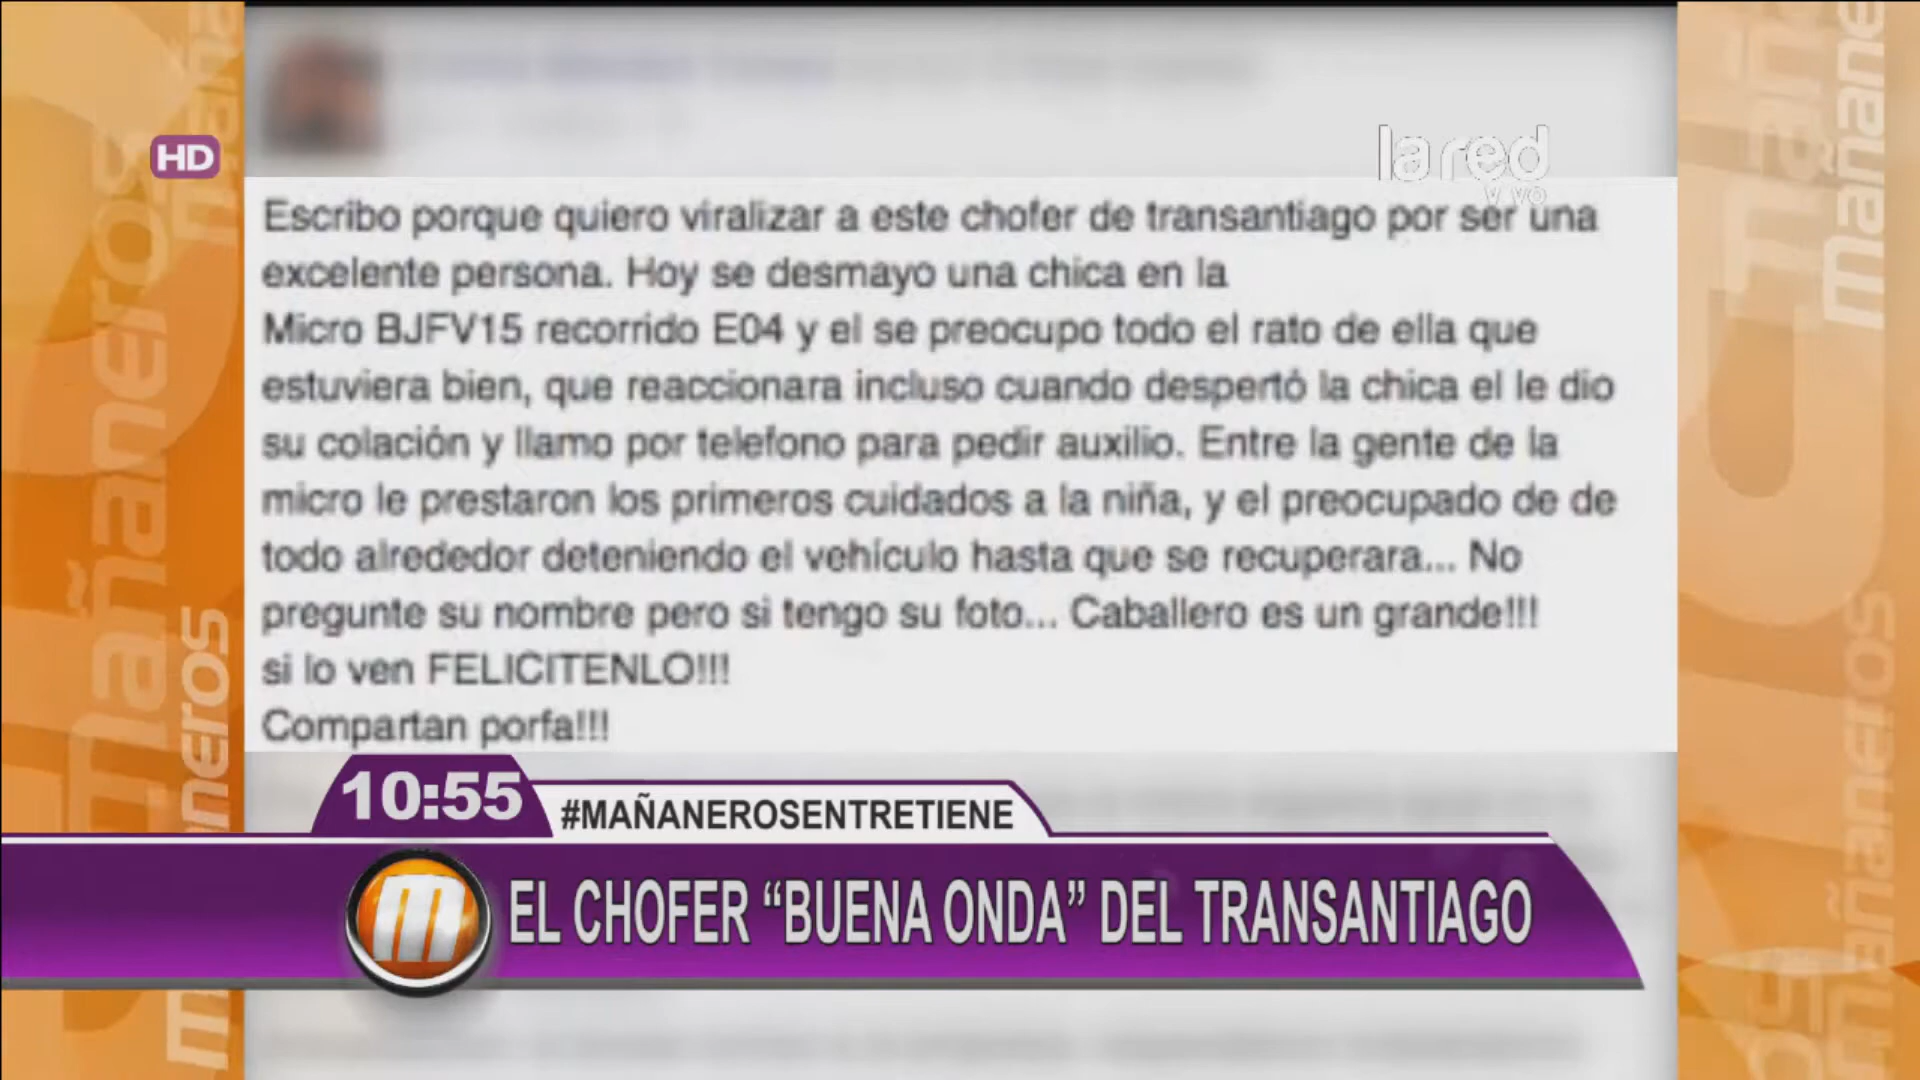 HD
la red
vivo
Escribo porque quiero viralizar a este chofer de transantiago por ser una
excelente persona. Hoy se desmayo una chica en la
Micro BJFV15 recorrido E04 y el se preocupo todo el rato de ella que
estuviera bien, que reaccionara incluso cuando despertó la chica el le dio
su colación y llamo por telefono para pedir auxilio. Entre la gente de la
micro le prestaron los primeros cuidados a la niña, y el preocupado de de
todo alrededor deteniendo el vehículo hasta que se recuperara... No
pregunte su nombre pero si tengo su foto... Caballero es un grande!!!
si lo ven FELICITENLO!!!
Compartan porfa!!!
10:55
#MAÑANEROSENTRETIENE
m EL CHOFER “BUENA ONDA” DEL TRANSANTIAGO
Mañaneros
Mañaneros